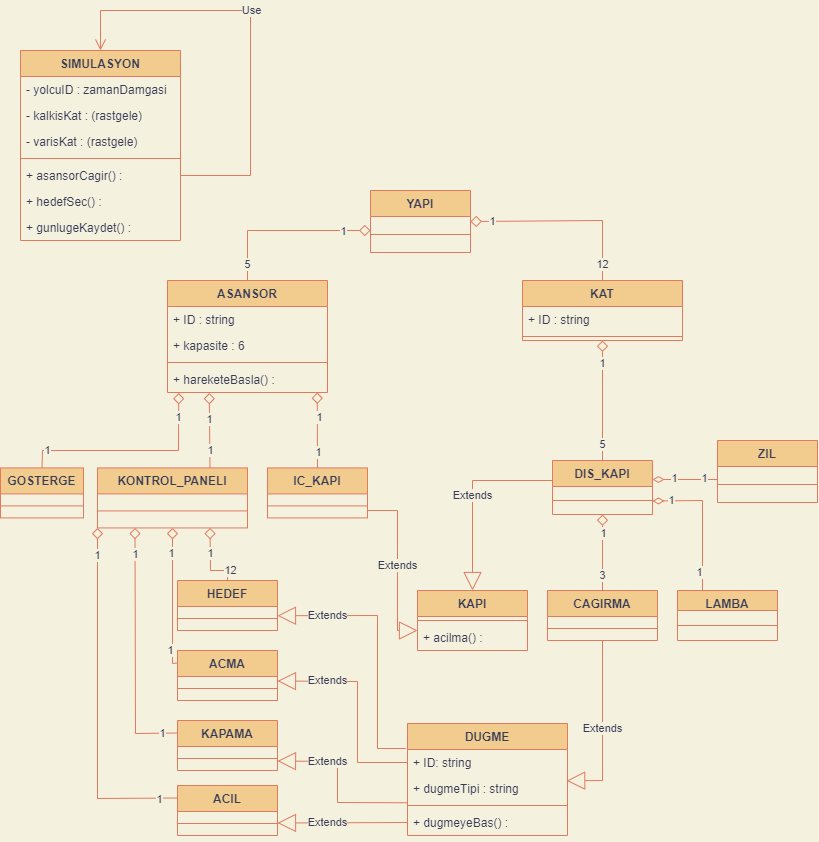 Use
SIMULASYON
- yolcuID : zamanDamgasi
- kalkisKat : (rastgele)
- varisKat : (rastgele)
+ asansorCagir() :
+ hedefSec() :
+ gunlugeKaydet() :
YAPI
1
1
5
12
ASANSOR
+ ID : string
+ kapasite : 6
+ hareketeBasla() :
KAT
+ ID : string
1
1
1
1
1
1
1
5
GOSTERGE
KONTROL_PANELI
IC_KAPI
DIS_KAPI
1
1
ZIL
1
Extends
1
1
1
1
1
1
Extends
12
3
HEDEF
KAPI
+ acilma() :
CAGIRMA
LAMBA
Extends
1
ACMA
Extends
1
KAPAMA
Extends
DUGME
+ ID: string
+ dugmeTipi : string
+ dugmeyeBas() :
Extends
1
ACIL
Extends